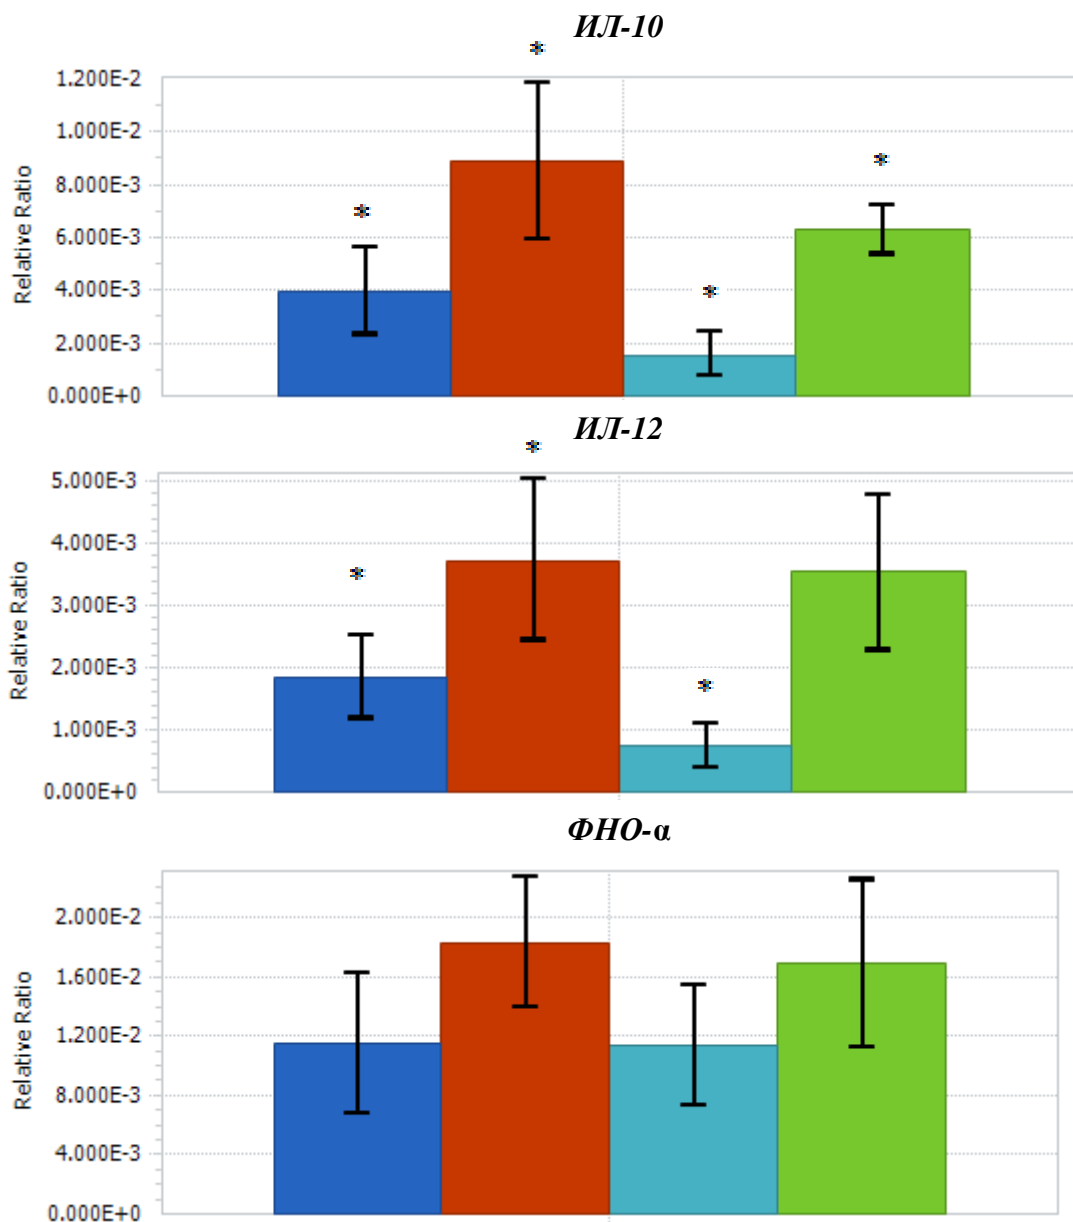 ИЛ-10
*
1.200E-2
1.000E-2
8.000E-3
*
*
6.000E-3
4.000E-3
*
2.000E-3
0.000E+0
Relative Ratio
ИЛ-12
*
5.000E-3
4.000E-3
*
3.000E-3
2.000E-3
*
1.000E-3
0.000E+0
Relative Ratio
ФНО-α
2.000E-2
1.600E-2
1.200E-2
8.000E-3
4.000E-3
0.000E+0
Relative Ratio